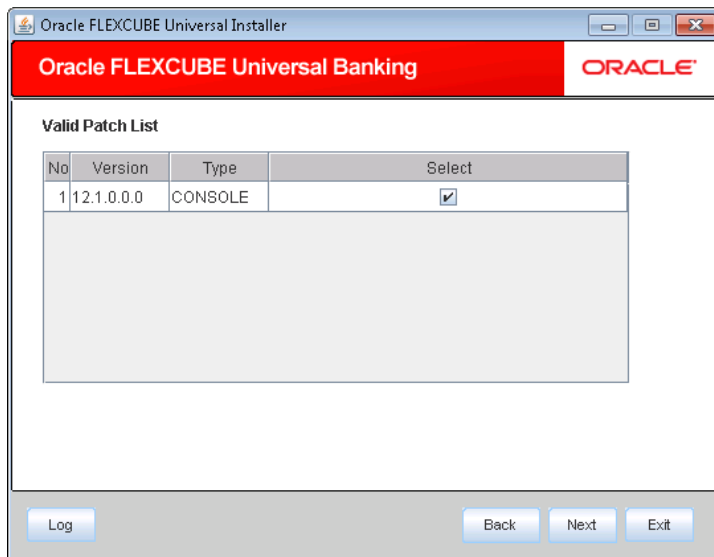 Oracle FLEXCUBE Universal Installer
Oracle FLEXCUBE Universal Banking ORACLE
Valid Patch List
No Version Type Select
1 12.1.0.0.0 CONSOLE
Log Back Next Exit